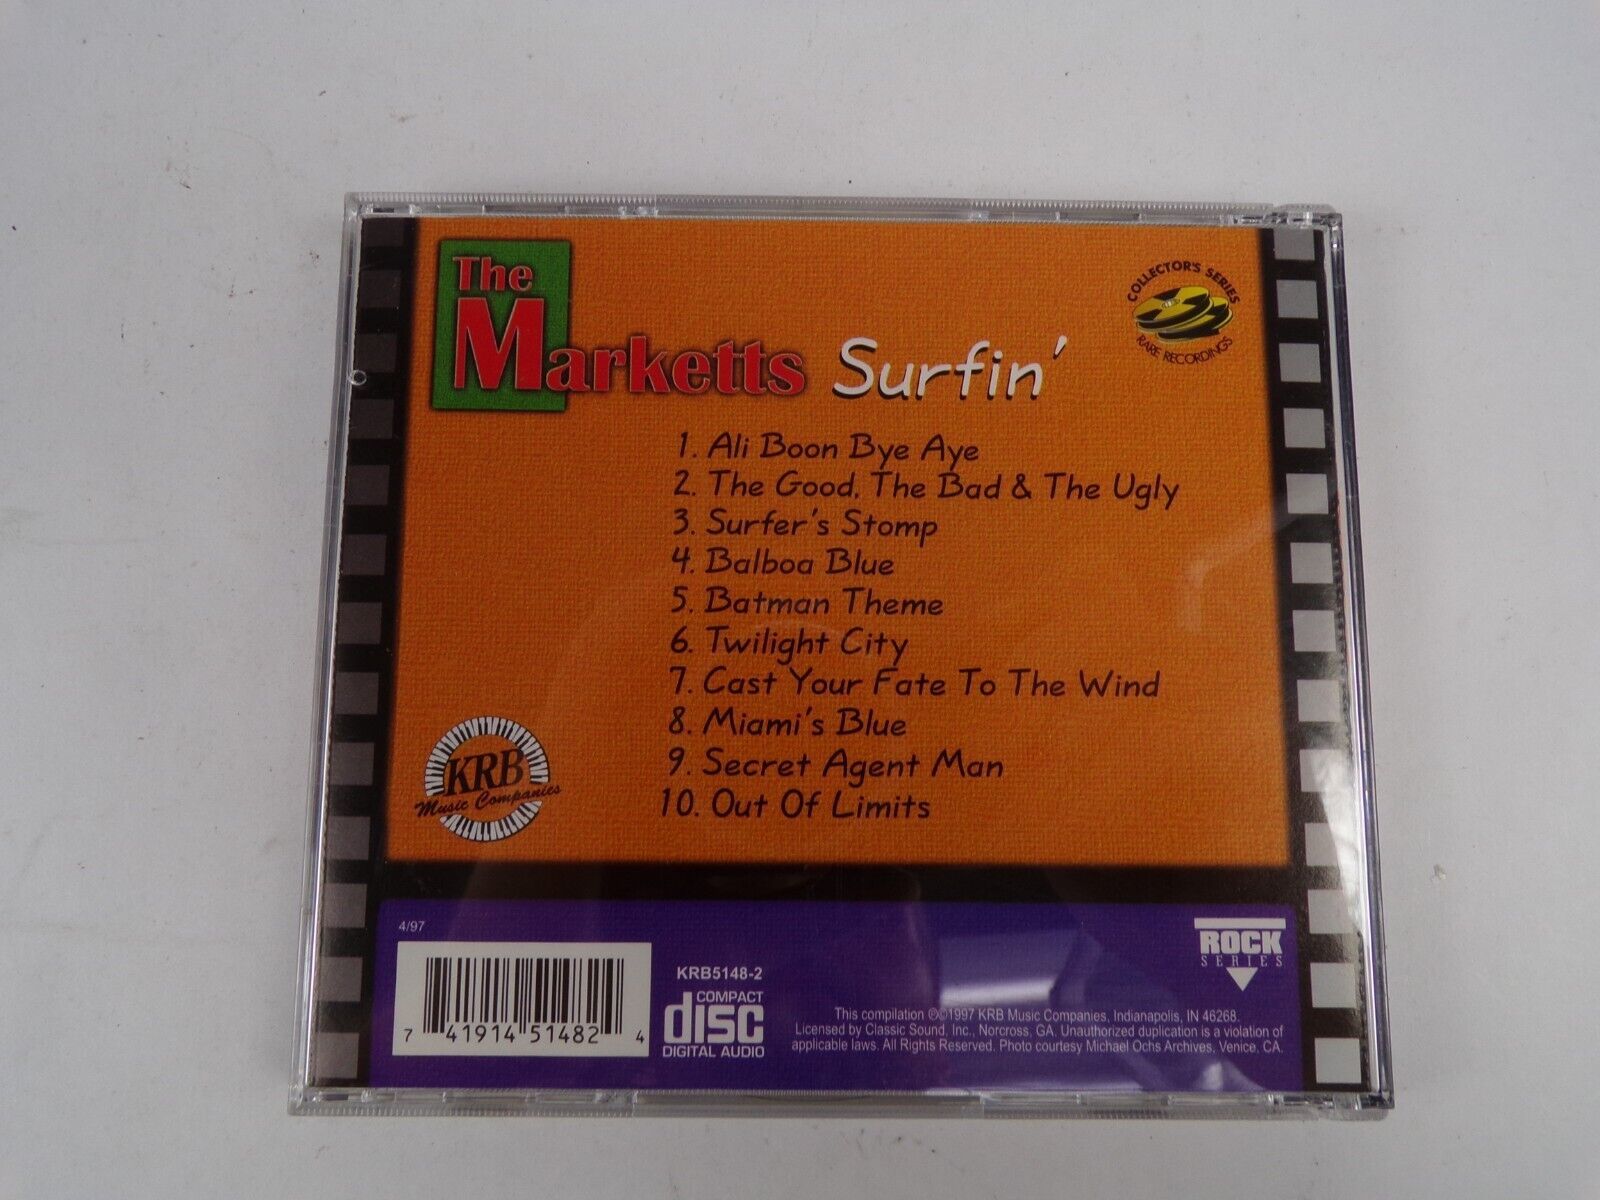 The
Marketts Surfin'
COLLECTOR'S SERIES
RARE RECORDINGS
1. Ali Boon Bye Aye
2. The Good, The Bad & The Ugly
3. Surfer's Stomp
4. Balboa Blue
5. Batman Theme
6. Twilight City
7. Cast Your Fate To The Wind
8. Miami's Blue
9. Secret Agent Man
10. Out Of Limits
KRB
Music Companies
4/97
7 41914 51482 4
KRB5148-2
COMPACT
disc
DIGITAL AUDIO
ROCK
SERIES
This compilation ℗©1997 KRB Music Companies, Indianapolis, IN 46268.
Licensed by Classic Sound, Inc., Norcross, GA. Unauthorized duplication is a violation of
applicable laws. All Rights Reserved. Photo courtesy Michael Ochs Archives, Venice, CA.